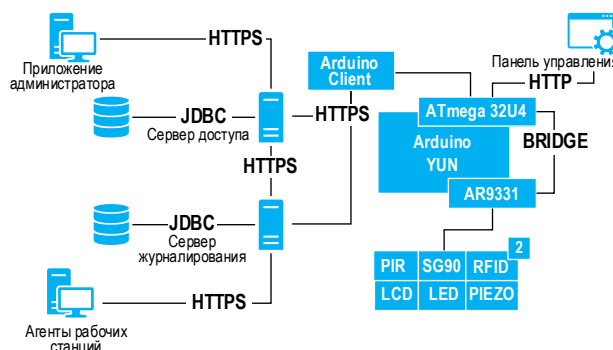 HTTPS
Приложение
администратора
Arduino
Client
Панель управления
HTTP
JDBC
Сервер доступа
HTTPS
ATmega 32U4
Arduino
YUN
BRIDGE
HTTPS
AR9331
JDBC
Сервер
журналирования
2
PIR SG90 RFID
LCD LED PIEZO
HTTPS
Агенты рабочих
станций